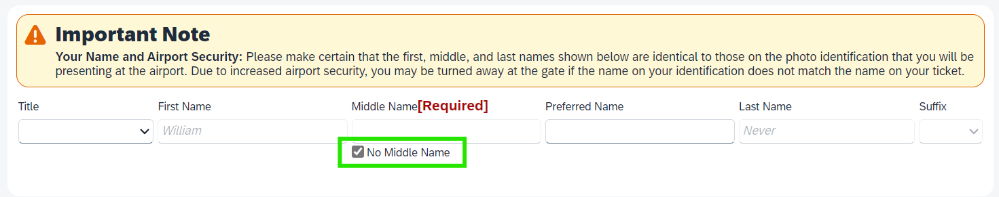 Important Note
Your Name and Airport Security: Please make certain that the first, middle, and last names shown below are identical to those on the photo identification that you will be
presenting at the airport. Due to increased airport security, you may be turned away at the gate if the name on your identification does not match the name on your ticket.
Title First Name Middle Name[Required] Preferred Name Last Name Suffix
William Never
No Middle Name